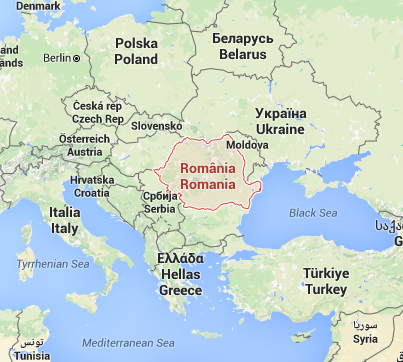 Polska
Poland
Беларусь
Belarus
Berlin
Česká rep
Czech Rep
Slovensko
Україна
Ukraine
Österreich
Austria
Moldova
România
Romania
Hrvatska
Croatia
Србија
Serbia
Italia
Italy
Black Sea
Tyrrhenian Sea
Ελλάδα
Hellas
Greece
Türkiye
Turkey
سوريا
Syria
تونس
Tunisia
Mediterranean Sea